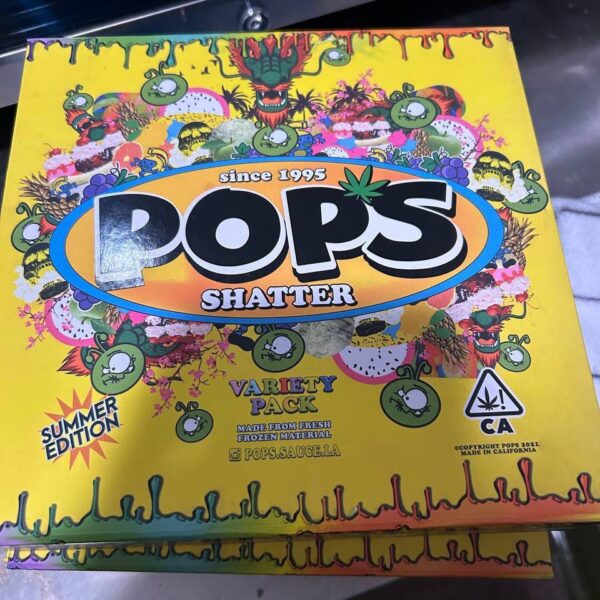 since 1995
POPS
SHATTER
VARIETY
PACK
MADE FROM FRESH
FROZEN MATERIAL
POPS.SAUCE.LA
SUMMER
EDITION
!
CA
©COPYRIGHT POPS 2021
MADE IN CALIFORNIA